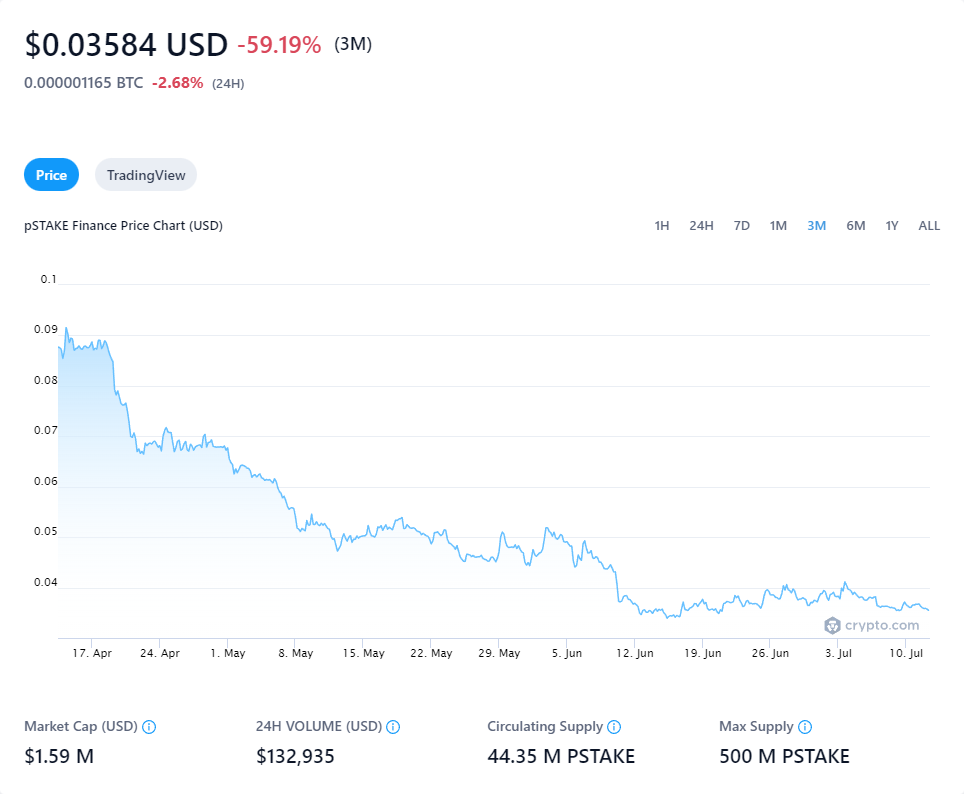 $0.03584 USD -59.19% (3M)
0.000001165 BTC -2.68% (24H)
Price TradingView
pSTAKE Finance Price Chart (USD) 1H 24H 7D 1M 3M 6M 1Y ALL
0.1
0.09
0.08
0.07
0.06
0.05
0.04
crypto.com
17. Apr 24. Apr 1. May 8. May 15. May 22. May 29. May 5. Jun 12. Jun 19. Jun 26. Jun 3. Jul 10. Jul
Market Cap (USD) 24H VOLUME (USD) Circulating Supply Max Supply
$1.59 M $132,935 44.35 M PSTAKE 500 M PSTAKE